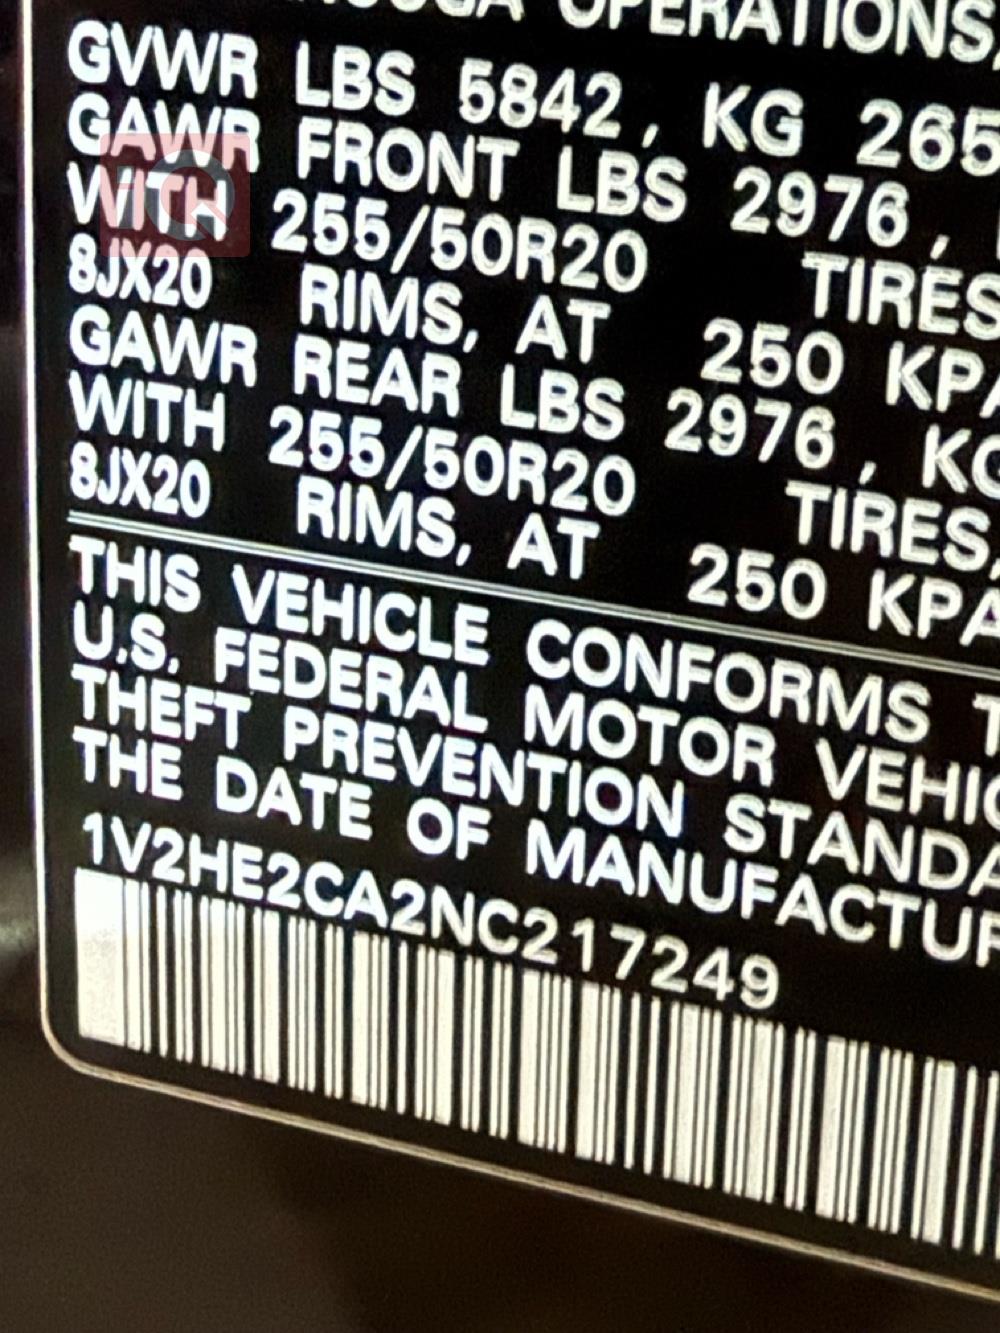 OPERATIONS,
GVWR LBS 5842, KG 265
GAWR FRONT LBS 2976,
WITH 255/50R20 TIRES
8JX20 RIMS, AT 250 KPA
GAWR REAR LBS 2976, KG
WITH 255/50R20 TIRES,
8JX20 RIMS, AT 250 KPA
THIS VEHICLE CONFORMS T
U.S. FEDERAL MOTOR VEHIC
THEFT PREVENTION STANDA
THE DATE OF MANUFACTUR
1V2HE2CA2NC217249